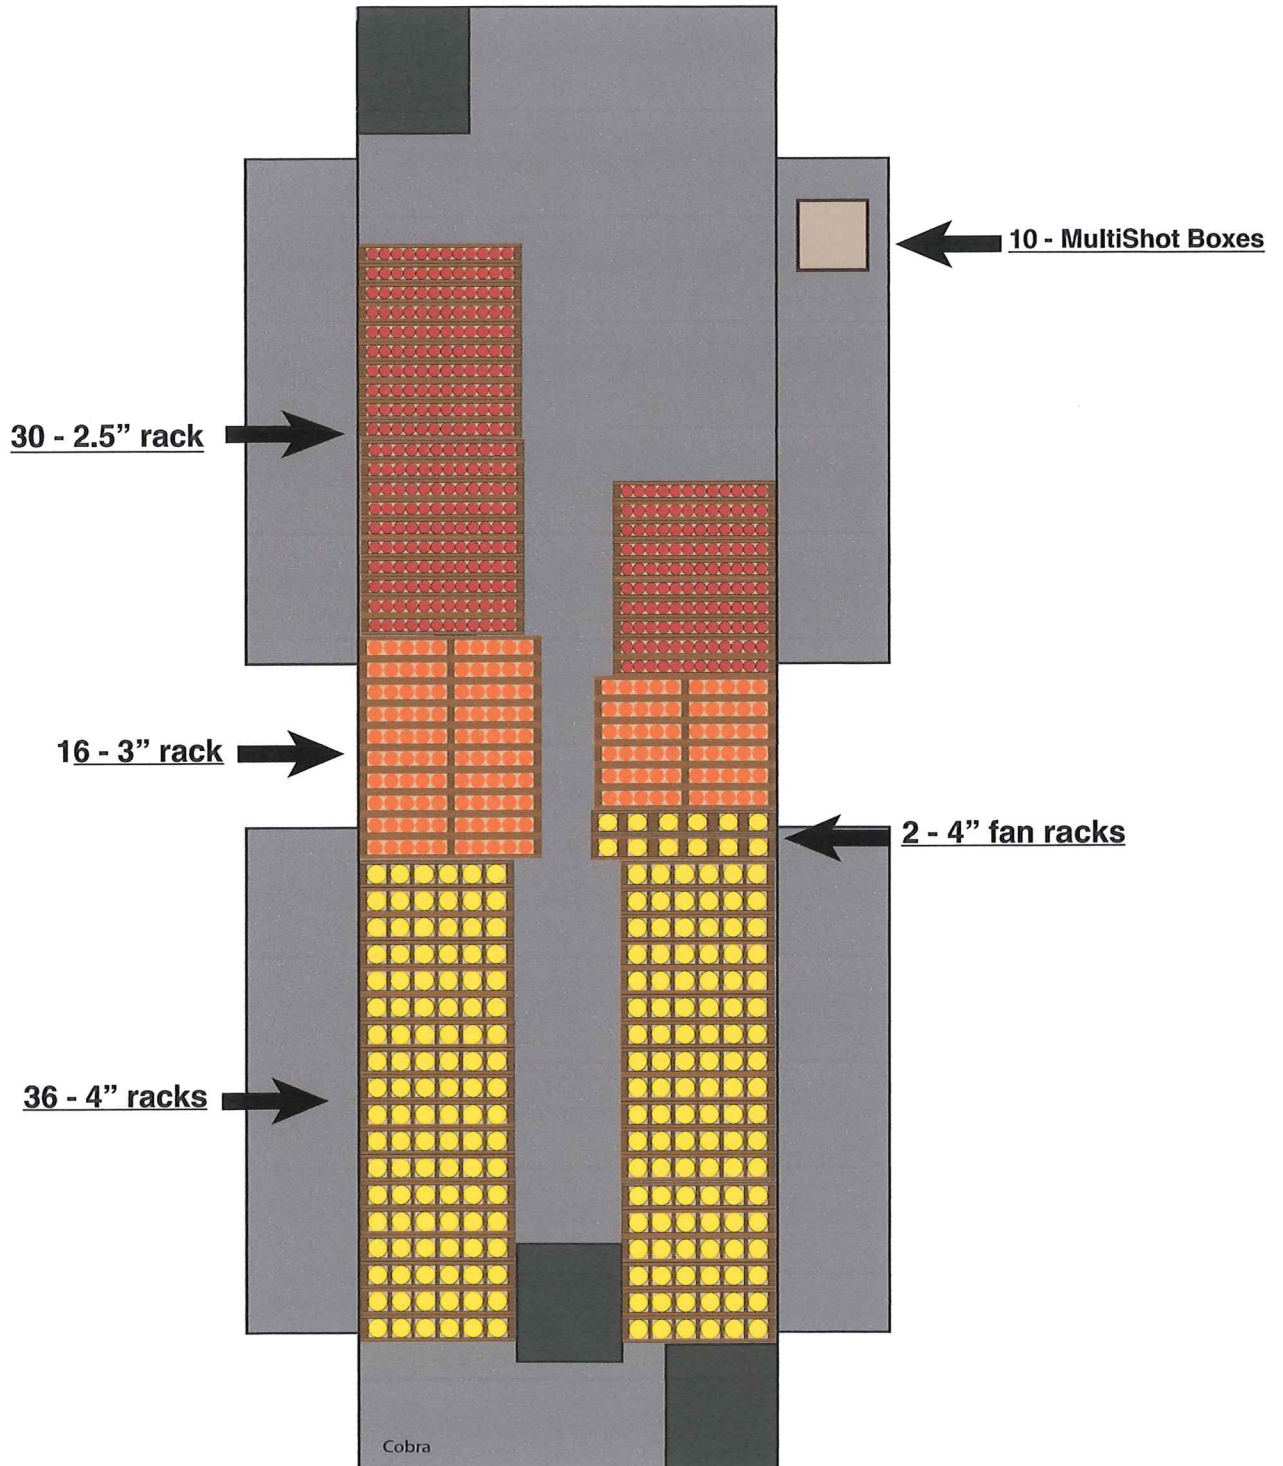 10 - MultiShot Boxes
30 - 2.5” rack
16 - 3” rack
2 - 4” fan racks
36 - 4” racks
Cobra